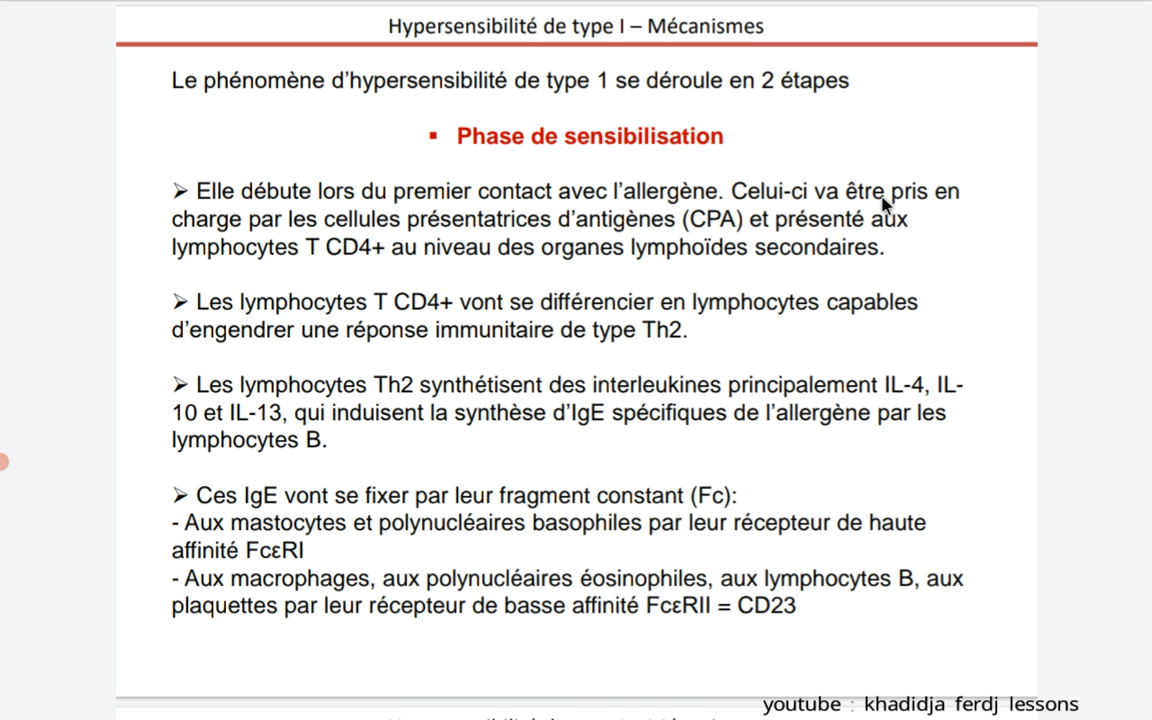 Hypersensibilité de type I – Mécanismes
Le phénomène d’hypersensibilité de type 1 se déroule en 2 étapes
▪ Phase de sensibilisation
➢ Elle débute lors du premier contact avec l’allergène. Celui-ci va être pris en
charge par les cellules présentatrices d’antigènes (CPA) et présenté aux
lymphocytes T CD4+ au niveau des organes lymphoïdes secondaires.
➢ Les lymphocytes T CD4+ vont se différencier en lymphocytes capables
d’engendrer une réponse immunitaire de type Th2.
➢ Les lymphocytes Th2 synthétisent des interleukines principalement IL-4, IL-
10 et IL-13, qui induisent la synthèse d’IgE spécifiques de l’allergène par les
lymphocytes B.
➢ Ces IgE vont se fixer par leur fragment constant (Fc):
- Aux mastocytes et polynucléaires basophiles par leur récepteur de haute
affinité FcεRI
- Aux macrophages, aux polynucléaires éosinophiles, aux lymphocytes B, aux
plaquettes par leur récepteur de basse affinité FcεRII = CD23
youtube : khadidja ferdj lessons